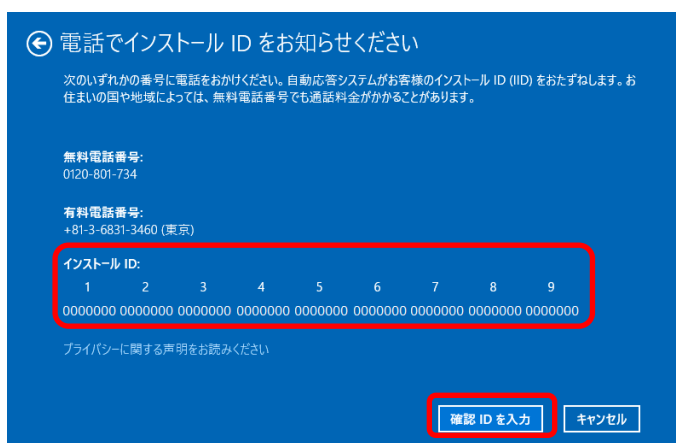 電話でインストール ID をお知らせください
次のいずれかの番号に電話をおかけください。自動応答システムがお客様のインストール ID (IID) をおたずねします。お
住まいの国や地域によっては、無料電話番号でも通話料金がかかることがあります。
無料電話番号:
0120-801-734
有料電話番号:
+81-3-6831-3460 (東京)
インストール ID:
1 2 3 4 5 6 7 8 9
0000000 0000000 0000000 0000000 0000000 0000000 0000000 0000000 0000000
プライバシーに関する声明をお読みください
確認 ID を入力 キャンセル